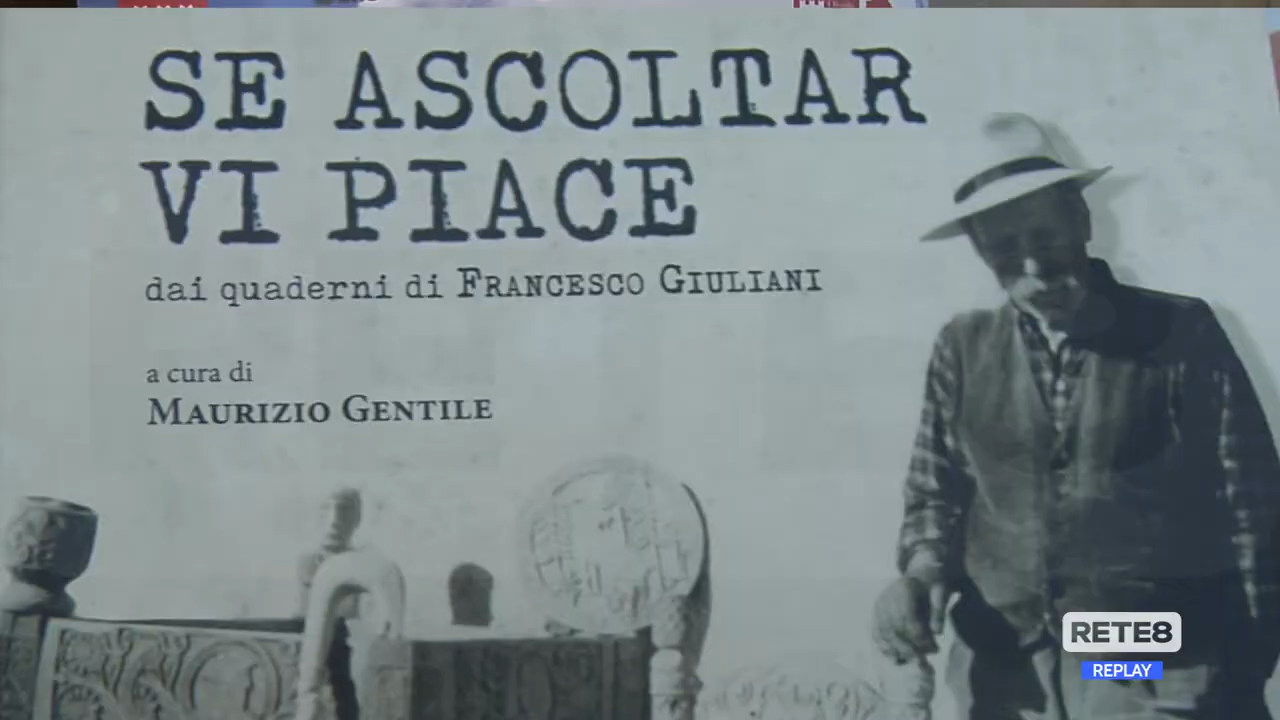 SE ASCOLTAR
VI PIACE
dai quaderni di FRANCESCO GIULIANI
a cura di
MAURIZIO GENTILE
RETE8
REPLAY